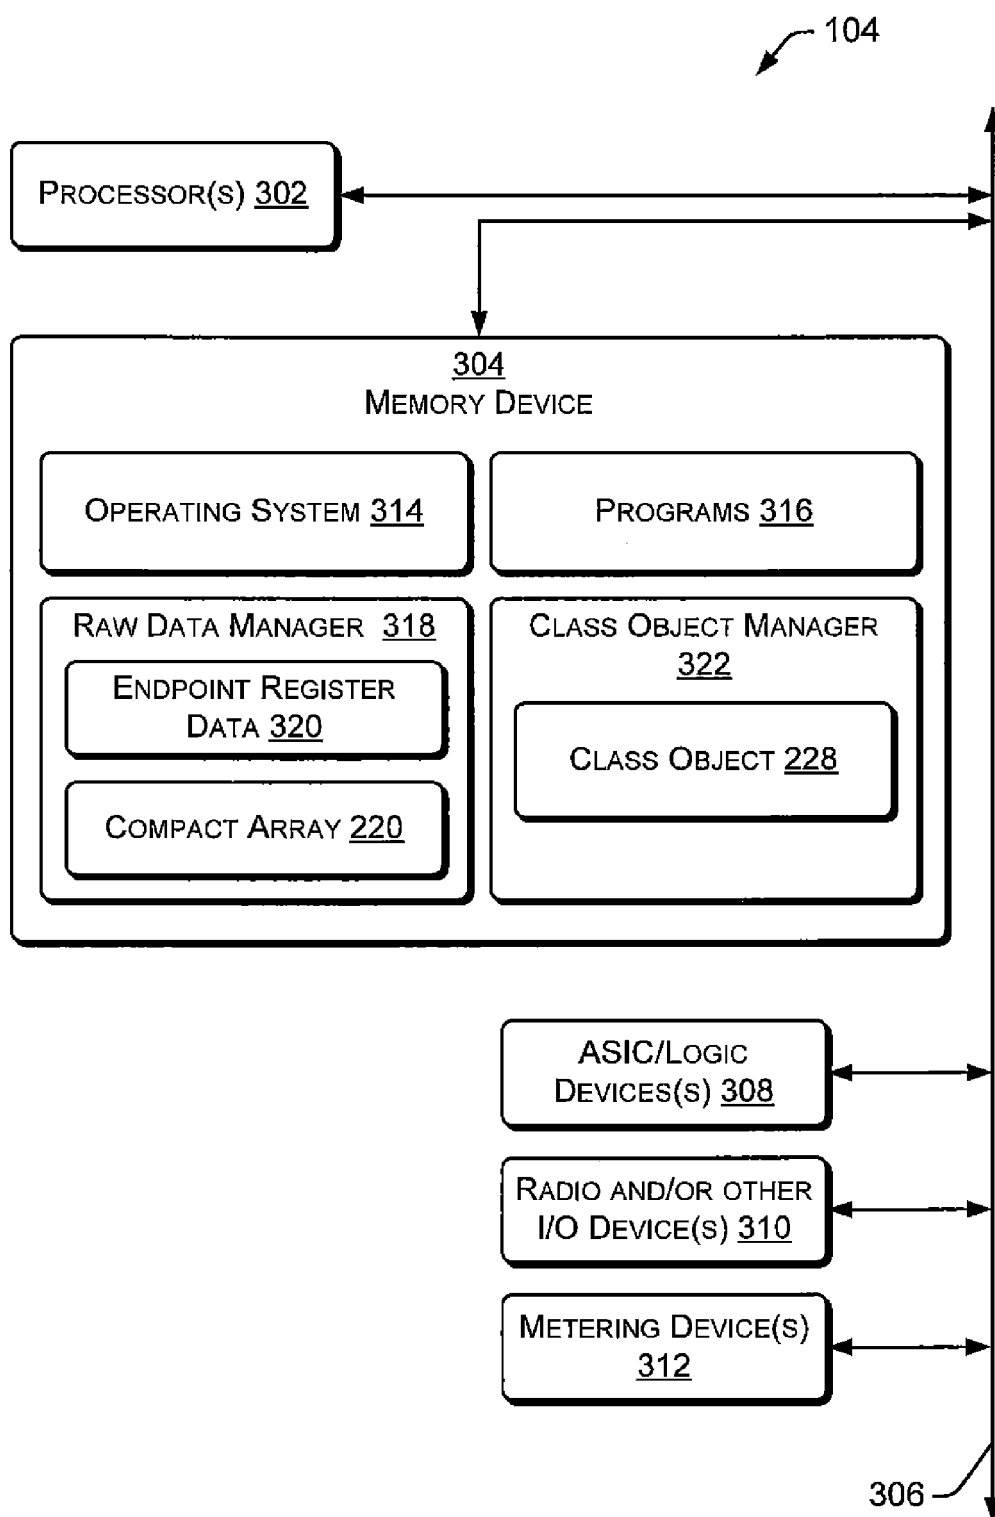 104
PROCESSOR(S) 302
304
MEMORY DEVICE
OPERATING SYSTEM 314
PROGRAMS 316
RAW DATA MANAGER 318
ENDPOINT REGISTER
DATA 320
COMPACT ARRAY 220
CLASS OBJECT MANAGER
322
CLASS OBJECT 228
ASIC/LOGIC
DEVICES(S) 308
RADIO AND/OR OTHER
I/O DEVICE(S) 310
METERING DEVICE(S)
312
306